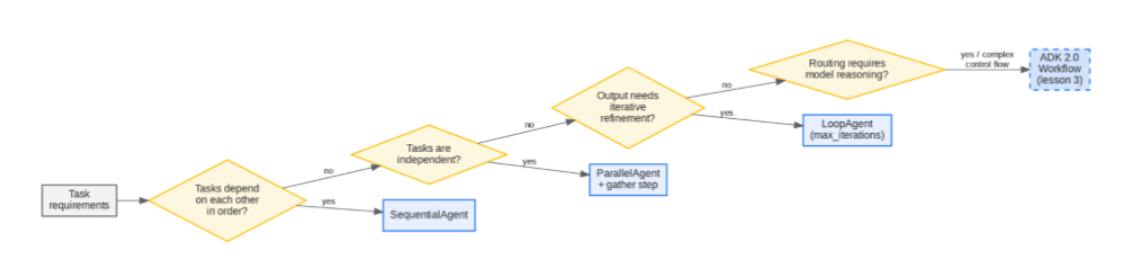 Task
requirements
Tasks depend
on each other
in order?
yes
SequentialAgent
no
Tasks are
independent?
yes
ParallelAgent
+ gather step
no
Output needs
iterative
refinement?
yes
LoopAgent
(max_iterations)
no
Routing requires
model reasoning?
yes / complex
control flow
ADK 2.0
Workflow
(lesson 3)